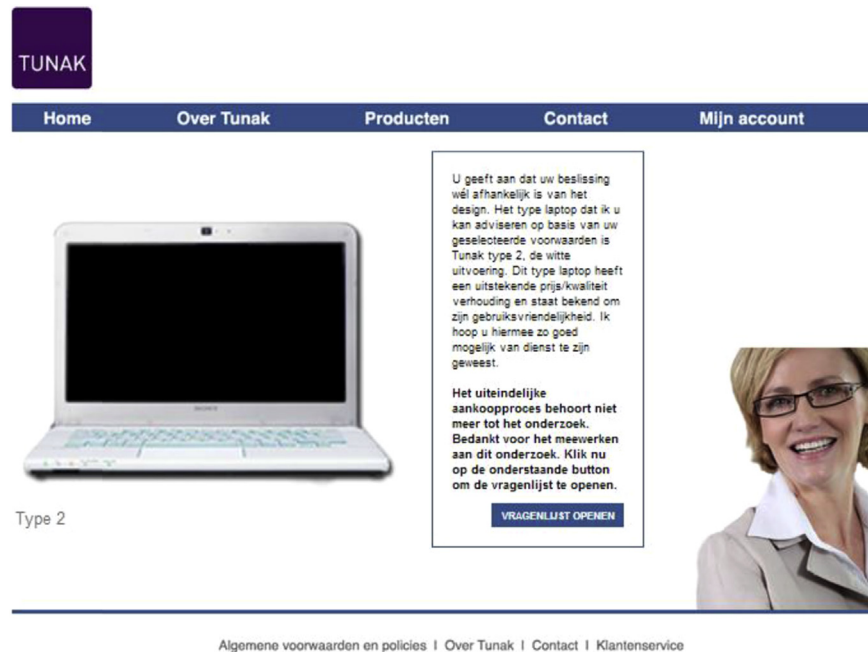 TUNAK
Home Over Tunak Producten Contact Mijn account
U geeft aan dat uw beslissing
wél afhankelijk is van het
design. Het type laptop dat ik u
kan adviseren op basis van uw
geselecteerde voorwaarden is
Tunak type 2, de witte
uitvoering. Dit type laptop heeft
een uitstekende prijs/kwaliteit
verhouding en staat bekend om
zijn gebruiksvriendelijkheid. Ik
hoop u hiermee zo goed
mogelijk van dienst te zijn
geweest.
Het uiteindelijke
aankoopproces behoort niet
meer tot het onderzoek.
Bedankt voor het meewerken
aan dit onderzoek. Klik nu
op de onderstaande button
om de vragenlijst te openen.
VRAGENLIJST OPENEN
Type 2
Algemene voorwaarden en policies I Over Tunak I Contact I Klantenservice